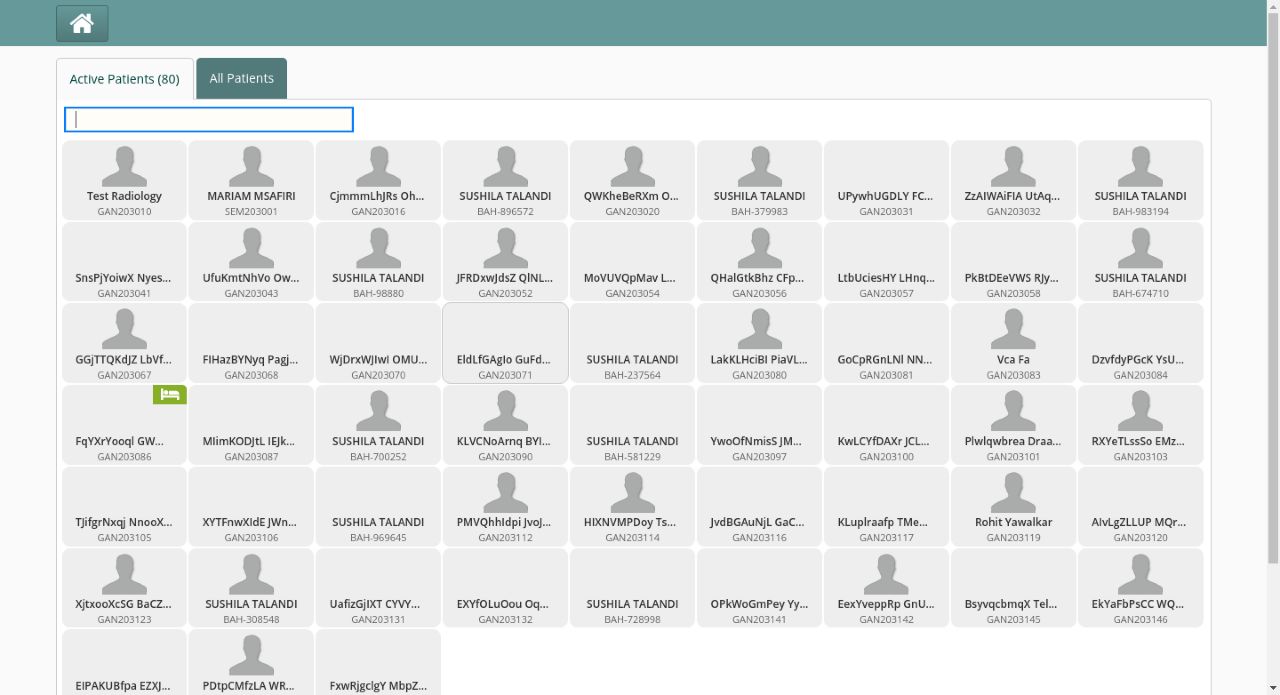 Active Patients (80)
All Patients
Test Radiology
GAN203010
MARIAM MSAFIRI
SEM203001
CjmmmLhJRs Oh...
GAN203016
SUSHILA TALANDI
BAH-896572
QWKheBeRXm O...
GAN203020
SUSHILA TALANDI
BAH-379983
UPywhUGDLY FC...
GAN203031
ZzAIWAiFIA UtAq...
GAN203032
SUSHILA TALANDI
BAH-983194
SnsPjYoiwX Nyes...
GAN203041
UfuKmtNhVo Ow...
GAN203043
SUSHILA TALANDI
BAH-98880
JFRDxwJdsZ QlNL...
GAN203052
MoVUVQpMav L...
GAN203054
QHalGtkBhz CFp...
GAN203056
LtbUciesHY LHnq...
GAN203057
PkBtDEeVWS RJy...
GAN203058
SUSHILA TALANDI
BAH-674710
GGjTTQKdJZ LbVf...
GAN203067
FIHazBYNyq Pagj...
GAN203068
WjDrxWJIwI OMU...
GAN203070
EldLfGAgIo GuFd...
GAN203071
SUSHILA TALANDI
BAH-237564
LakKLHciBI PiaVL...
GAN203080
GoCpRGnLNI NN...
GAN203081
Vca Fa
GAN203083
DzvfdyPGcK YsU...
GAN203084
FqYXrYooql GW...
GAN203086
MIimKODJtL IEJk...
GAN203087
SUSHILA TALANDI
BAH-700252
KLVCNoArnq BYI...
GAN203090
SUSHILA TALANDI
BAH-581229
YwoOfNmisS JM...
GAN203097
KwLCYfDAXr JCL...
GAN203100
Plwlqwbrea Draa...
GAN203101
RXYeTLssSo EMz...
GAN203103
TJifgrNxqj NnooX...
GAN203105
XYTFnwXIdE JWn...
GAN203106
SUSHILA TALANDI
BAH-969645
PMVQhhIdpi JvoJ...
GAN203112
HIXNVMPDoy Ts...
GAN203114
JvdBGAuNjL GaC...
GAN203116
KLuplraafp TMe...
GAN203117
Rohit Yawalkar
GAN203119
AIvLgZLLUP MQr...
GAN203120
XjtxooXcSG BaCZ...
GAN203123
SUSHILA TALANDI
BAH-308548
UafizGjIXT CYVY...
GAN203131
EXYfOLuOou Oq...
GAN203132
SUSHILA TALANDI
BAH-728998
OPkWoGmPey Yy...
GAN203141
EexYveppRp GnU...
GAN203142
BsyvqcbmqX Tel...
GAN203145
EkYaFbPsCC WQ...
GAN203146
EIPAKUBfpa EZXJ...
PDtpCMfzLA WR...
FxwRjgclgY MbpZ...